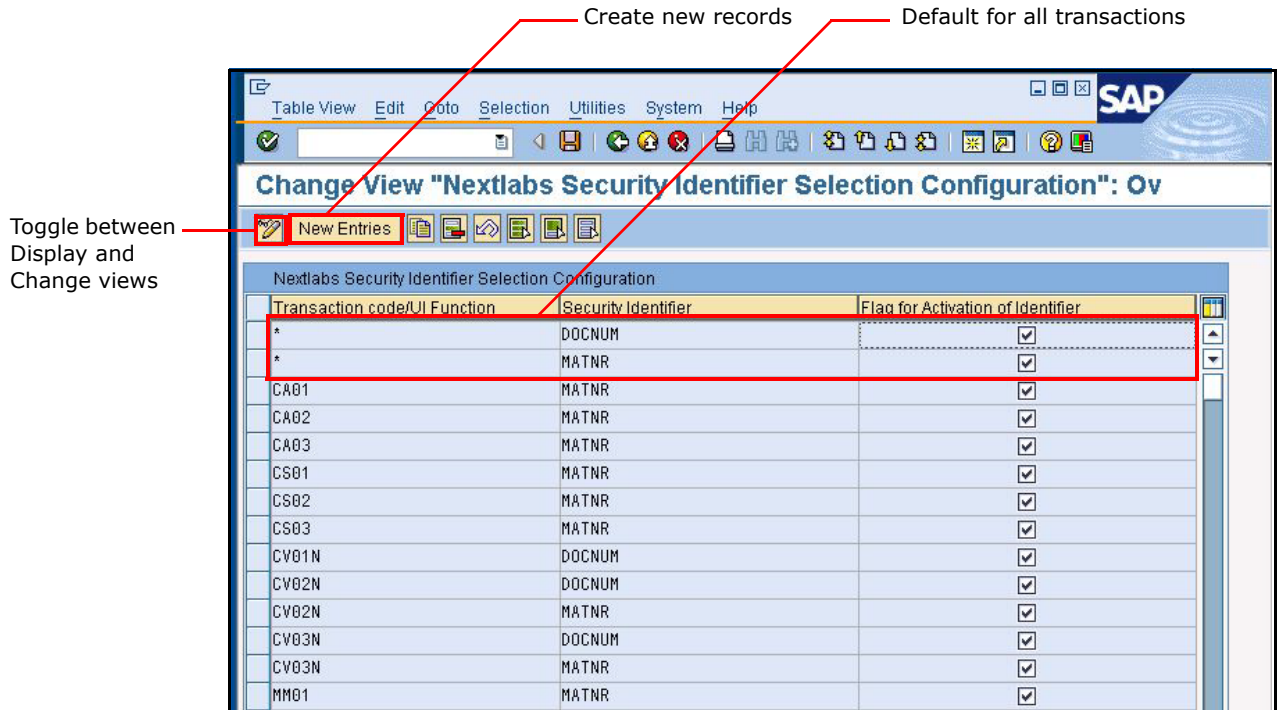 Create new records
Default for all transactions
Table View Edit Goto Selection Utilities System Help
SAP
Change View "Nextlabs Security Identifier Selection Configuration": Ov
Toggle between
Display and
Change views
New Entries
Nextlabs Security Identifier Selection Configuration
Transaction code/UI Function Security Identifier Flag for Activation of Identifier
* DOCNUM
* MATNR
CA01 MATNR
CA02 MATNR
CA03 MATNR
CS01 MATNR
CS02 MATNR
CS03 MATNR
CV01N DOCNUM
CV02N DOCNUM
CV02N MATNR
CV03N DOCNUM
CV03N MATNR
MM01 MATNR